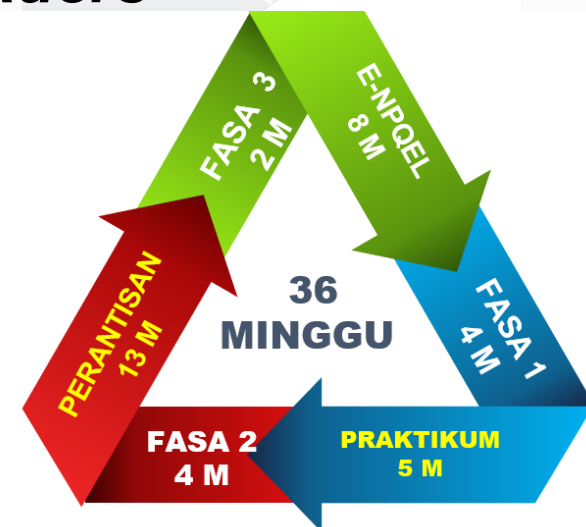 E-NPQEL
8 M
FASA 1
4 M
PRAKTIKUM
5 M
FASA 2
4 M
PERANTISAN
13 M
FASA 3
2 M
36
MINGGU